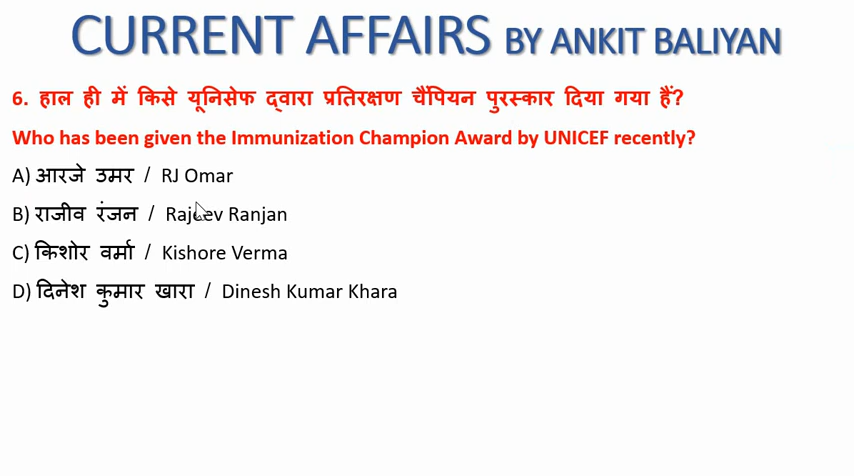 CURRENT AFFAIRS BY ANKIT BALIYAN
6. हाल ही में किसे यूनिसेफ द्वारा प्रतिरक्षण चैंपियन पुरस्कार दिया गया हैं?
Who has been given the Immunization Champion Award by UNICEF recently?
A) आरजे उमर / RJ Omar
B) राजीव रंजन / Rajeev Ranjan
C) किशोर वर्मा / Kishore Verma
D) दिनेश कुमार खारा / Dinesh Kumar Khara